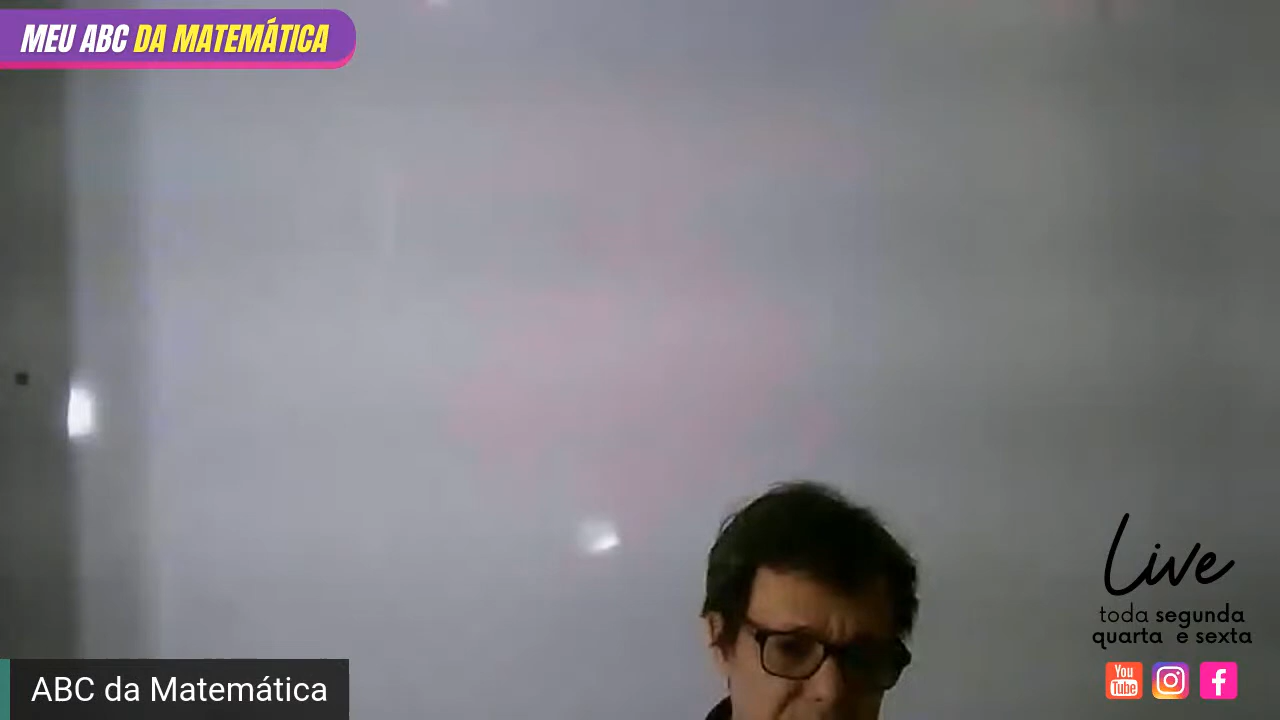 MEU ABC DA MATEMÁTICA
Live
toda segunda
quarta e sexta
You
Tube
f
ABC da Matemática